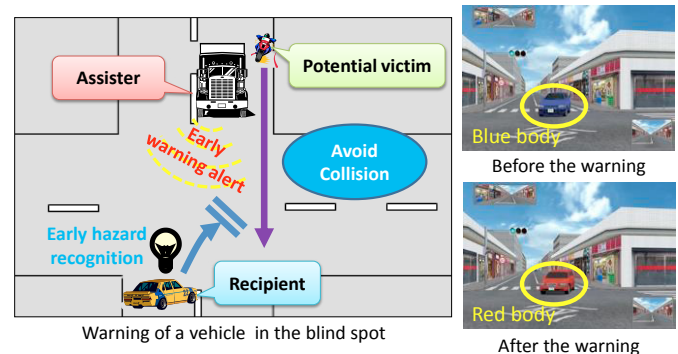 Assister
Potential victim
Early
warning alert
Avoid
Collision
Early hazard
recognition
Recipient
Warning of a vehicle in the blind spot
Blue body
Before the warning
Red body
After the warning